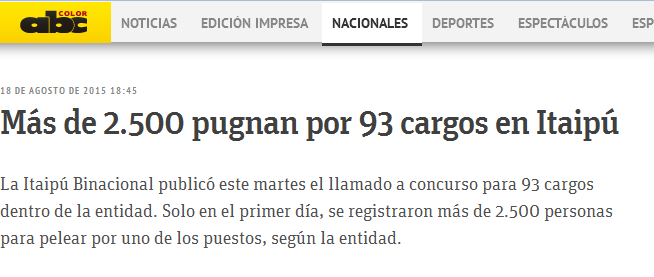 abc COLOR
NOTICIAS EDICIÓN IMPRESA NACIONALES DEPORTES ESPECTÁCULOS ESP
18 DE AGOSTO DE 2015 18:45
Más de 2.500 pugnan por 93 cargos en Itaipú
La Itaipú Binacional publicó este martes el llamado a concurso para 93 cargos
dentro de la entidad. Solo en el primer día, se registraron más de 2.500 personas
para pelear por uno de los puestos, según la entidad.